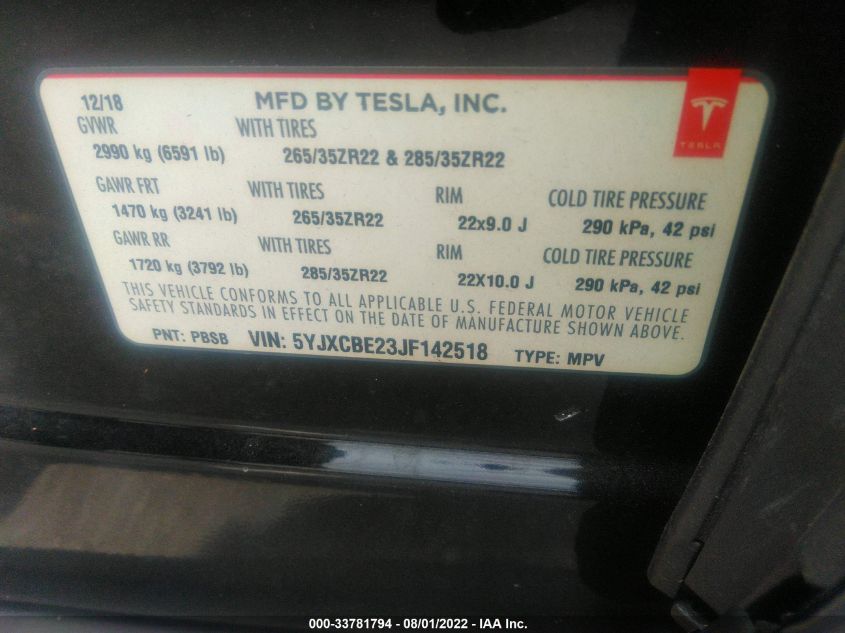 12/18 MFD BY TESLA, INC.
GVWR WITH TIRES
2990 kg (6591 lb) 265/35ZR22 & 285/35ZR22
TESLA
GAWR FRT WITH TIRES RIM COLD TIRE PRESSURE
1470 kg (3241 lb) 265/35ZR22 22x9.0 J 290 kPa, 42 psi
GAWR RR WITH TIRES RIM COLD TIRE PRESSURE
1720 kg (3792 lb) 285/35ZR22 22X10.0 J 290 kPa, 42 psi
THIS VEHICLE CONFORMS TO ALL APPLICABLE U.S. FEDERAL MOTOR VEHICLE
SAFETY STANDARDS IN EFFECT ON THE DATE OF MANUFACTURE SHOWN ABOVE.
PNT: PBSB VIN: 5YJXCBE23JF142518 TYPE: MPV
000-33781794 - 08/01/2022 - IAA Inc.